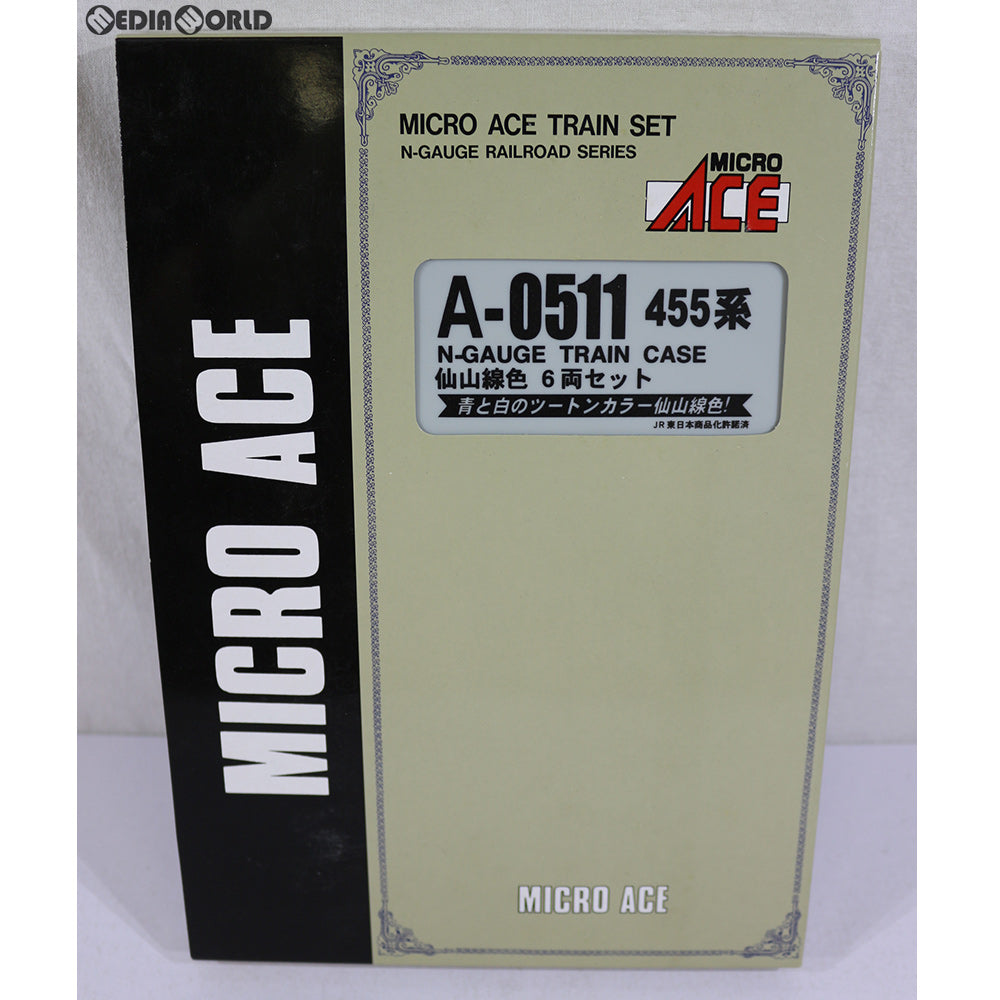 MEDIAWORLD
MICRO ACE
MICRO ACE TRAIN SET
N-GAUGE RAILROAD SERIES
MICRO
ACE
A-0511 455系
N-GAUGE TRAIN CASE
仙山線色 6両セット
青と白のツートンカラー仙山線色!
JR東日本商品化許諾済
MICRO ACE